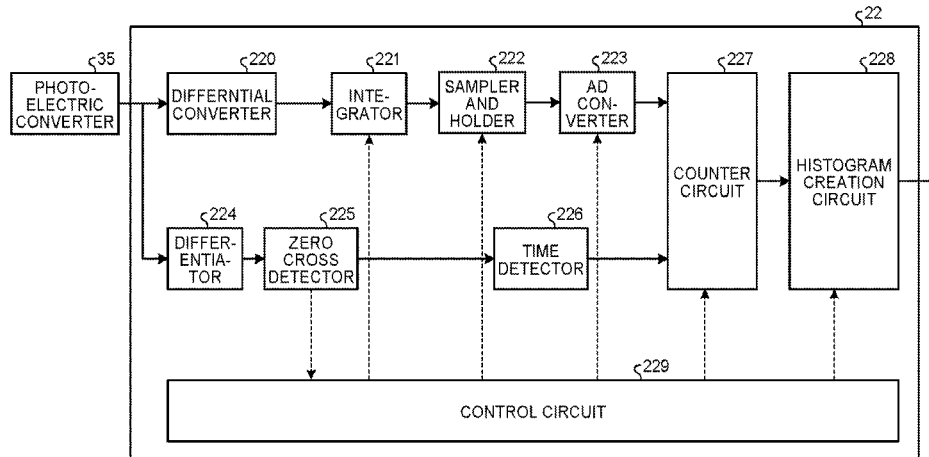 22
35
PHOTO-
ELECTRIC
CONVERTER
220
DIFFERNTIAL
CONVERTER
221
INTE-
GRATOR
222
SAMPLER
AND
HOLDER
223
AD
CON-
VERTER
227
COUNTER
CIRCUIT
228
HISTOGRAM
CREATION
CIRCUIT
224
DIFFER-
ENTIA-
TOR
225
ZERO
CROSS
DETECTOR
226
TIME
DETECTOR
229
CONTROL CIRCUIT